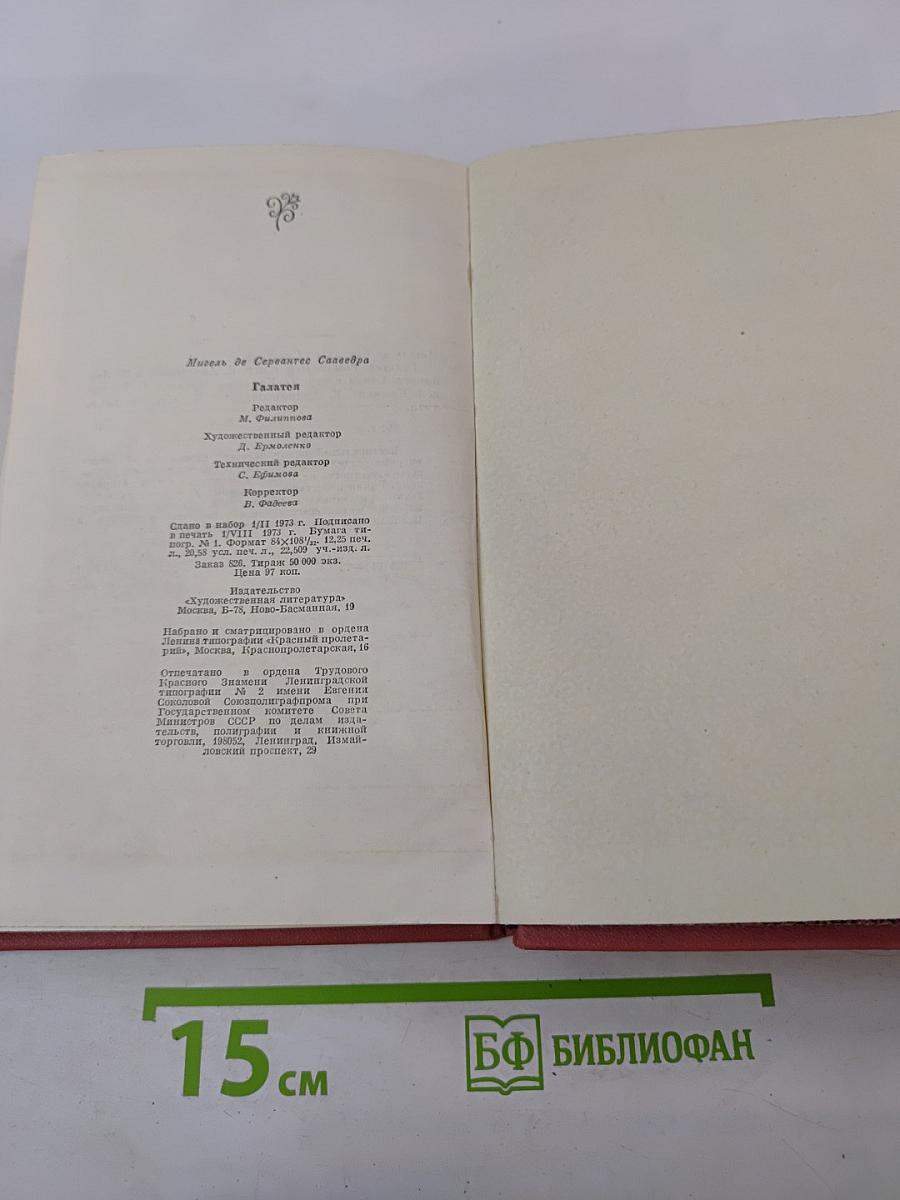 Мигель де Сервантес Сааведра
Галатея
Редактор
М. Филиппова
Художественный редактор
Д. Ермоленко
Технический редактор
С. Ефимова
Корректор
В. Фадеева
Сдано в набор 1/II 1973 г. Подписано
в печать 1/VIII 1973 г. Бумага ти-
погр. № 1. Формат 84×108¹/₃₂. 12,25 печ.
л., 20,58 усл. печ. л., 22,509 уч.-изд. л.
Заказ 826. Тираж 50 000 экз.
Цена 97 коп.
Издательство
«Художественная литература»
Москва, Б-78, Ново-Басманная, 19
Набрано и сматрицировано в ордена
Ленина типографии «Красный пролета-
рий», Москва, Краснопролетарская, 16
Отпечатано в ордена Трудового
Красного Знамени Ленинградской
типографии № 2 имени Евгении
Соколовой Союзполиграфпрома при
Государственном комитете Совета
Министров СССР по делам изда-
тельств, полиграфии и книжной
торговли, 198052, Ленинград, Измай-
ловский проспект, 29
15 см
БФ БИБЛИОФАН